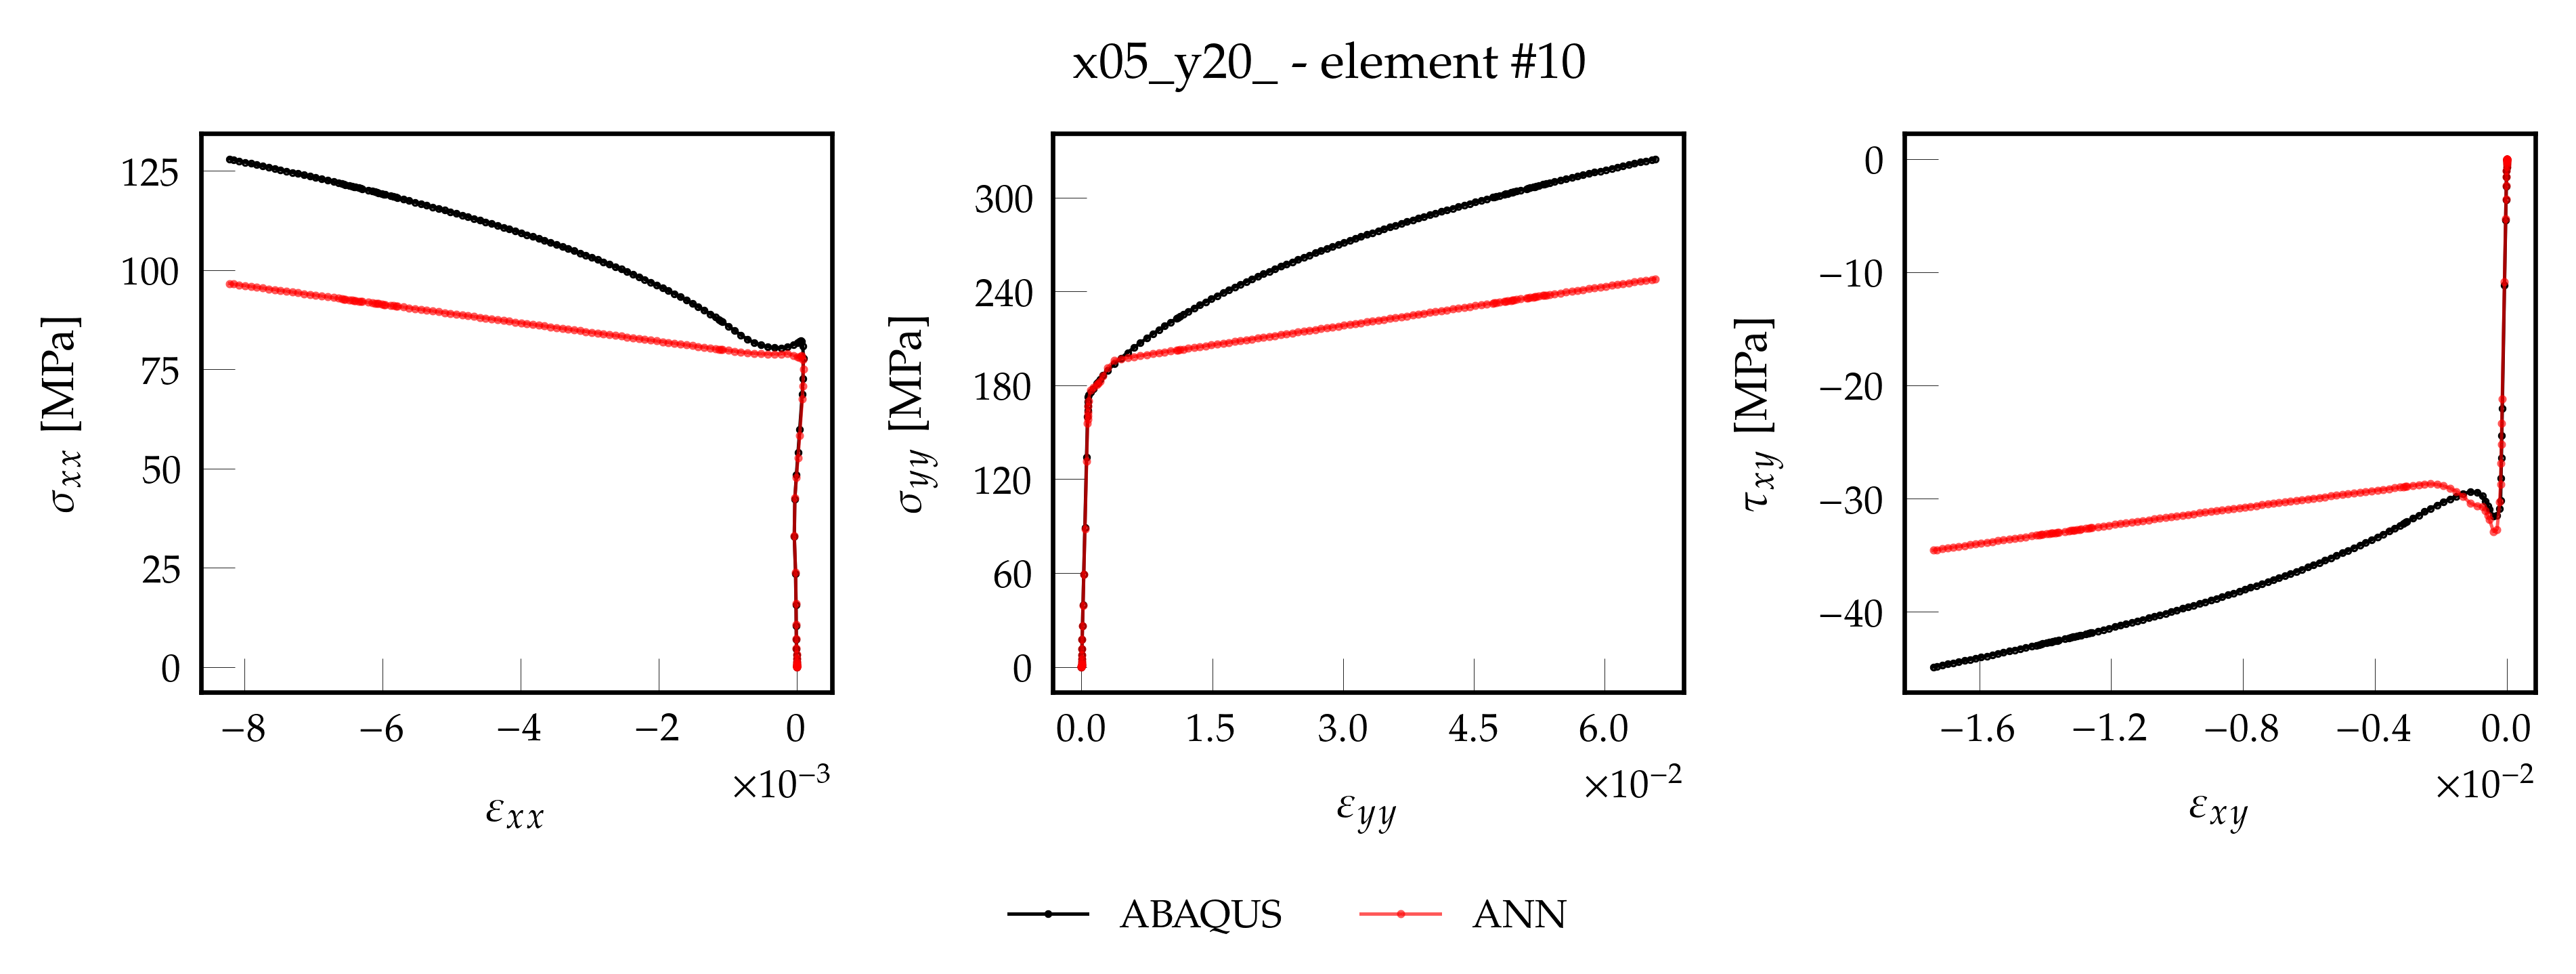 x05_y20_ - element #10
125
100
75
50
25
0
σxx [MPa]
−8 −6 −4 −2 0
×10−3
εxx
300
240
180
120
60
0
σyy [MPa]
0.0 1.5 3.0 4.5 6.0
×10−2
εyy
0
−10
−20
−30
−40
τxy [MPa]
−1.6 −1.2 −0.8 −0.4 0.0
×10−2
εxy
ABAQUS ANN